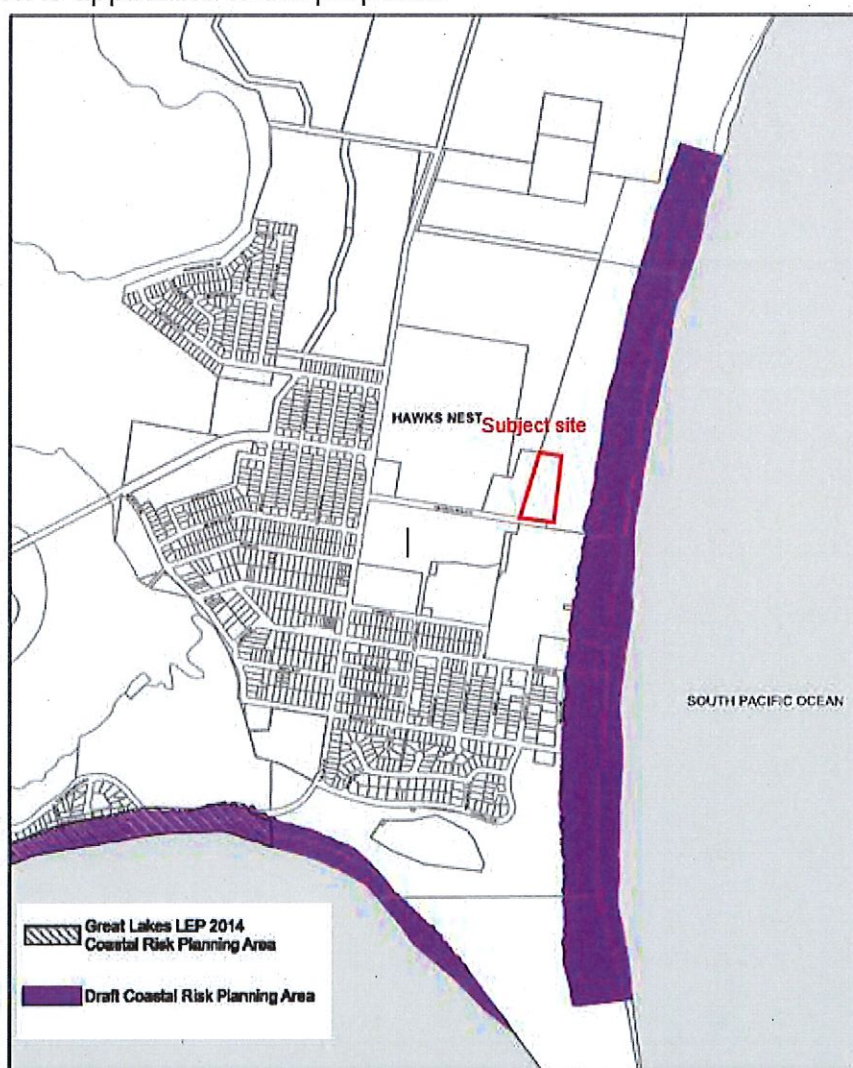 HAWKS NEST
Subject site
SOUTH PACIFIC OCEAN
Great Lakes LEP 2014
Coastal Risk Planning Area
Draft Coastal Risk Planning Area